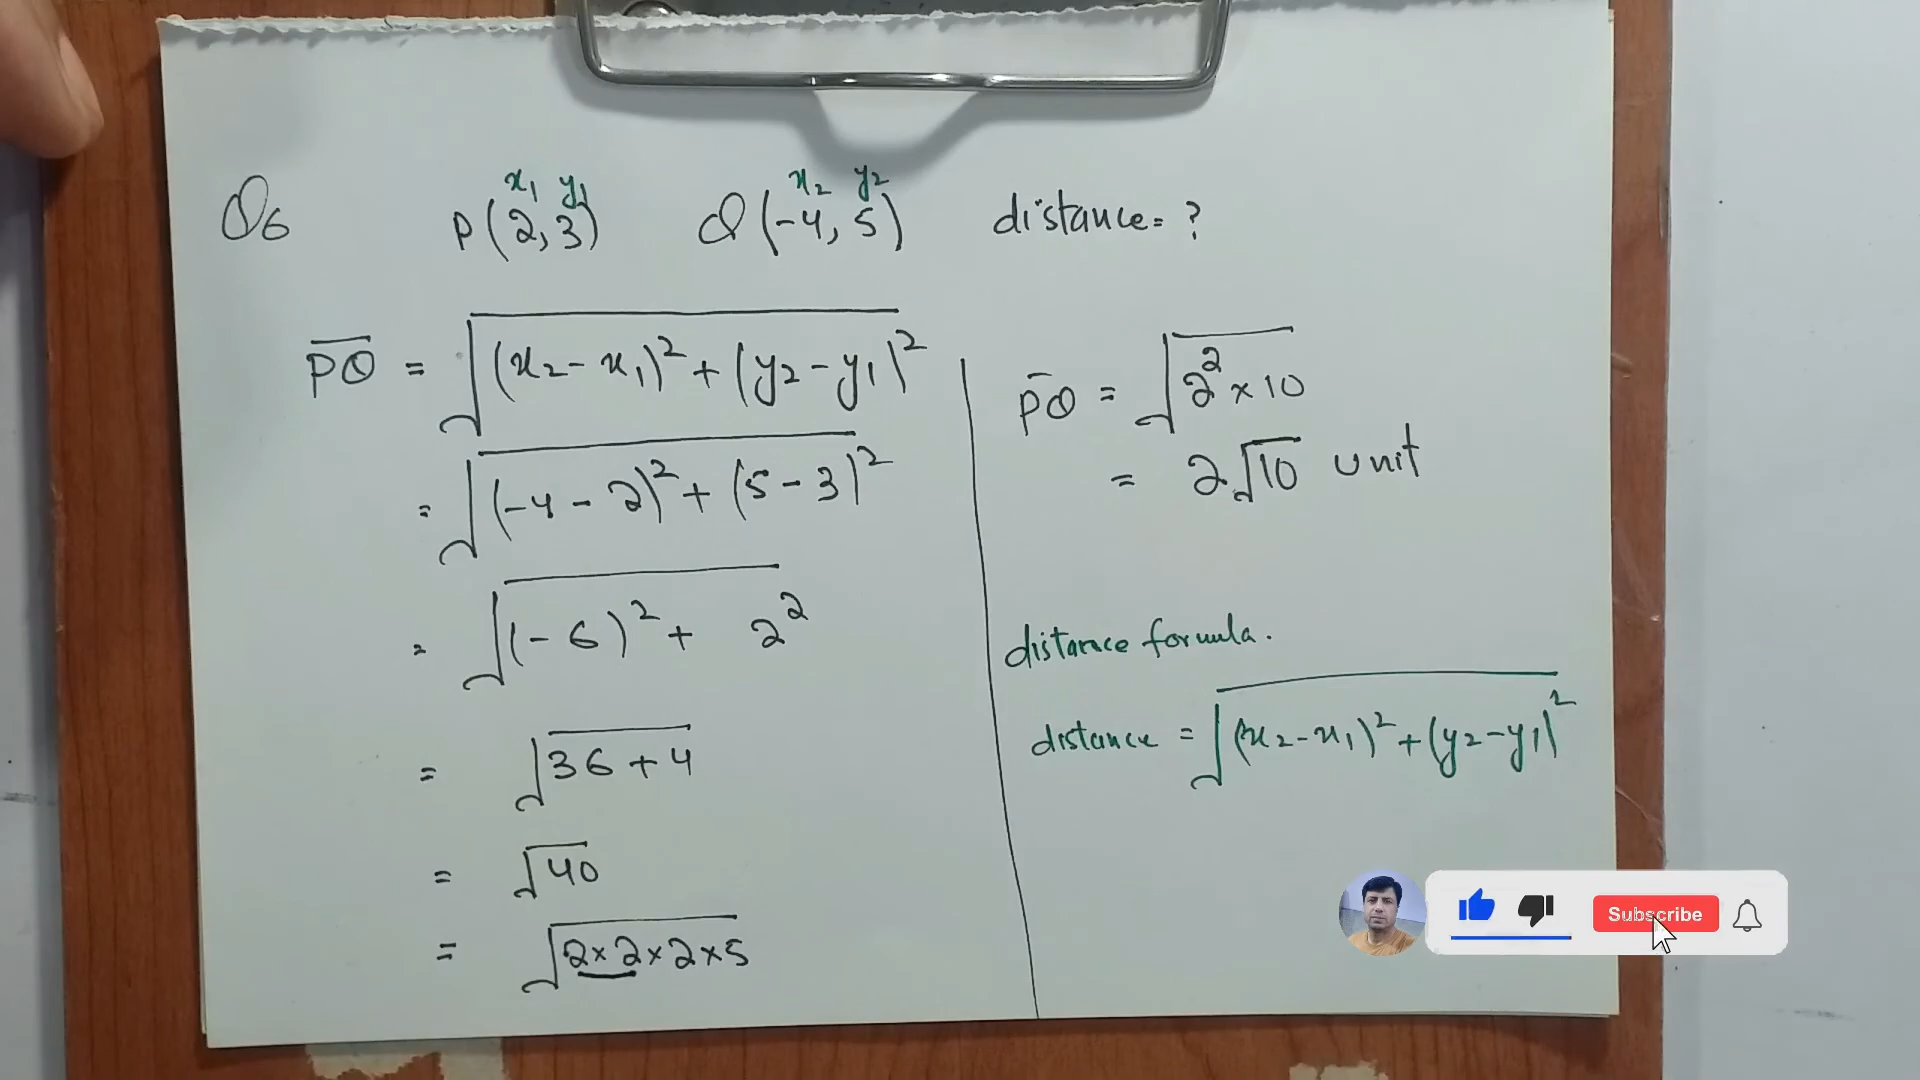 Q6 P(2,3) Q(-4,5) distance=?
x₁ y₁ x₂ y₂
PQ = √(x₂-x₁)²+(y₂-y₁)²
= √(-4-2)²+(5-3)²
= √(-6)²+ 2²
= √36+4
= √40
= √2×2×2×5
PQ = √2²×10
= 2√10 unit
distance formula.
distance = √(x₂-x₁)²+(y₂-y₁)²
Subscribe